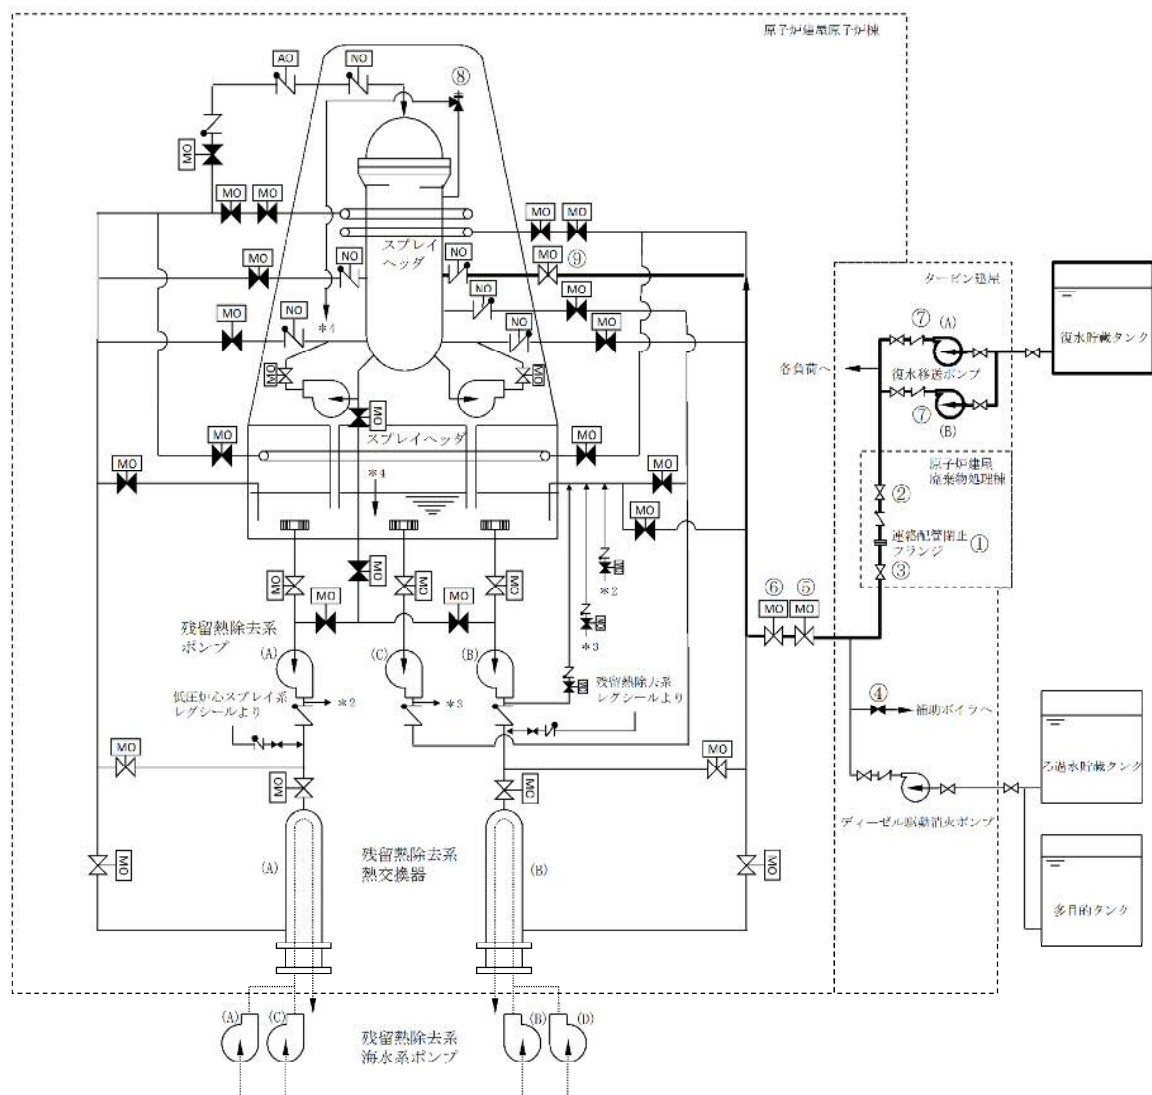 原子炉建屋原子炉棟
AO
NO
⑧
MO
MO
MO
MO
MO
スプレイ
ヘッダ
MO
NO
NO
MO
⑨
タービン建屋
NO
MO
＊4
MO
NO
NO
MO
⑦
(A)
復水貯蔵タンク
各負荷へ
復水移送ポンプ
MO
MO
MO
⑦
(B)
MO
スプレイヘッダ
MO
原子炉建屋
廃棄物処理棟
MO
＊4
MO
②
MO
連絡配管閉止
フランジ
①
③
MO
MO
MO
MO
MO
MO
＊2
⑥
⑤
MO
MO
MO
MO
残留熱除去系
ポンプ
＊3
(A)
(C)
(B)
低圧炉心スプレイ系
レグシールより
＊2
＊3
残留熱除去系
レグシールより
④
補助ボイラへ
MO
MO
ろ過水貯蔵タンク
MO
MO
ディーゼル駆動消火ポンプ
残留熱除去系
熱交換器
MO
(A)
(B)
MO
多目的タンク
(A)
(C)
(B)
(D)
残留熱除去系
海水系ポンプ